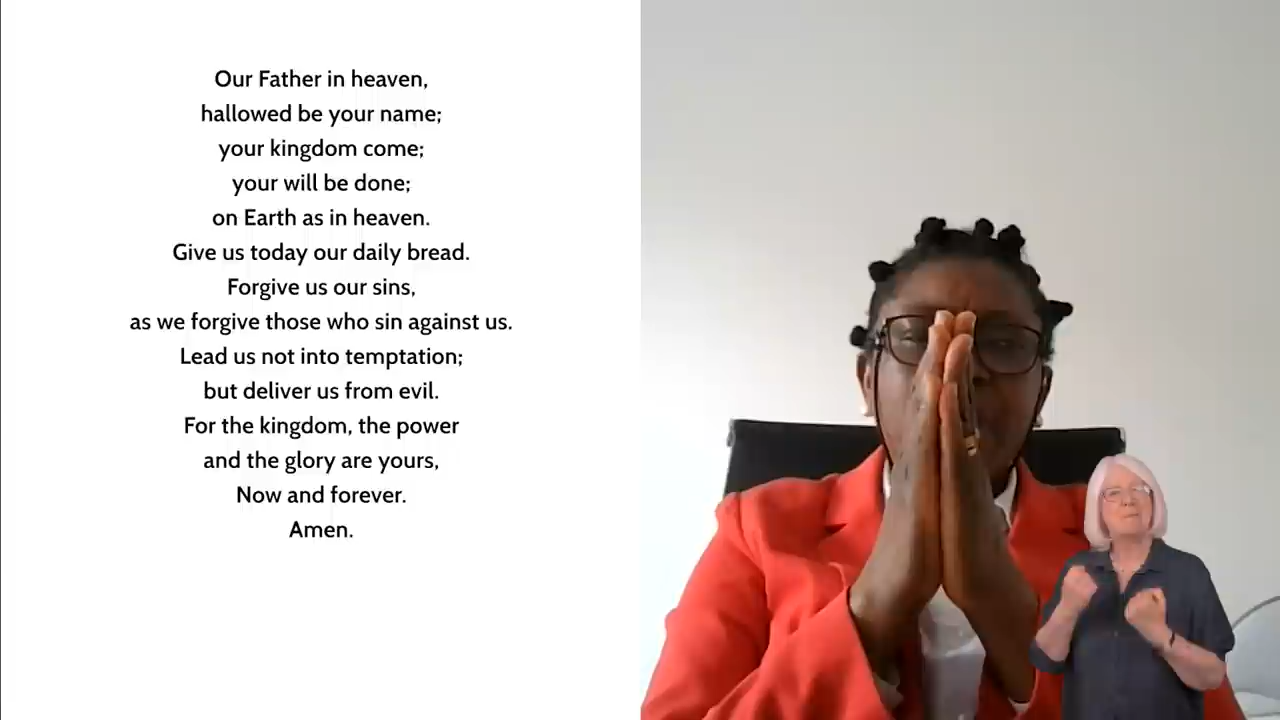 Our Father in heaven,
hallowed be your name;
your kingdom come;
your will be done;
on Earth as in heaven.
Give us today our daily bread.
Forgive us our sins,
as we forgive those who sin against us.
Lead us not into temptation;
but deliver us from evil.
For the kingdom, the power
and the glory are yours,
Now and forever.
Amen.